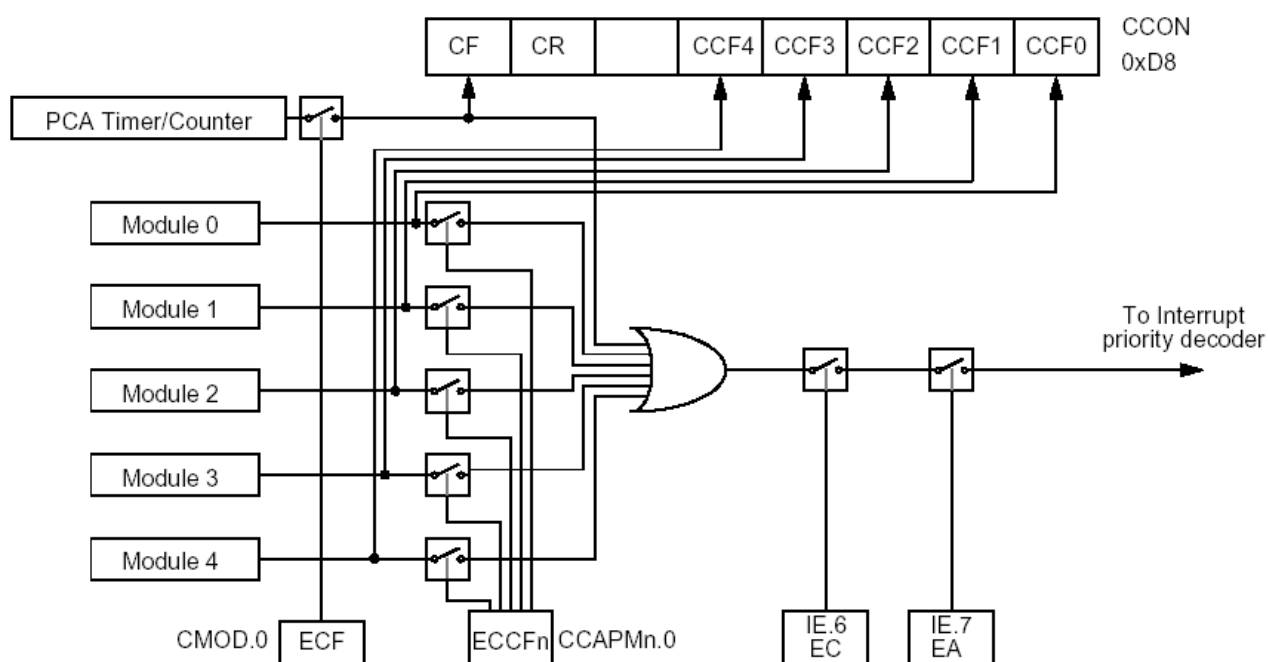 CF CR CCF4 CCF3 CCF2 CCF1 CCF0 CCON
0xD8
PCA Timer/Counter
Module 0
Module 1
To Interrupt
priority decoder
Module 2
Module 3
Module 4
CMOD.0 ECF ECCFn CCAPMn.0
IE.6
EC
IE.7
EA